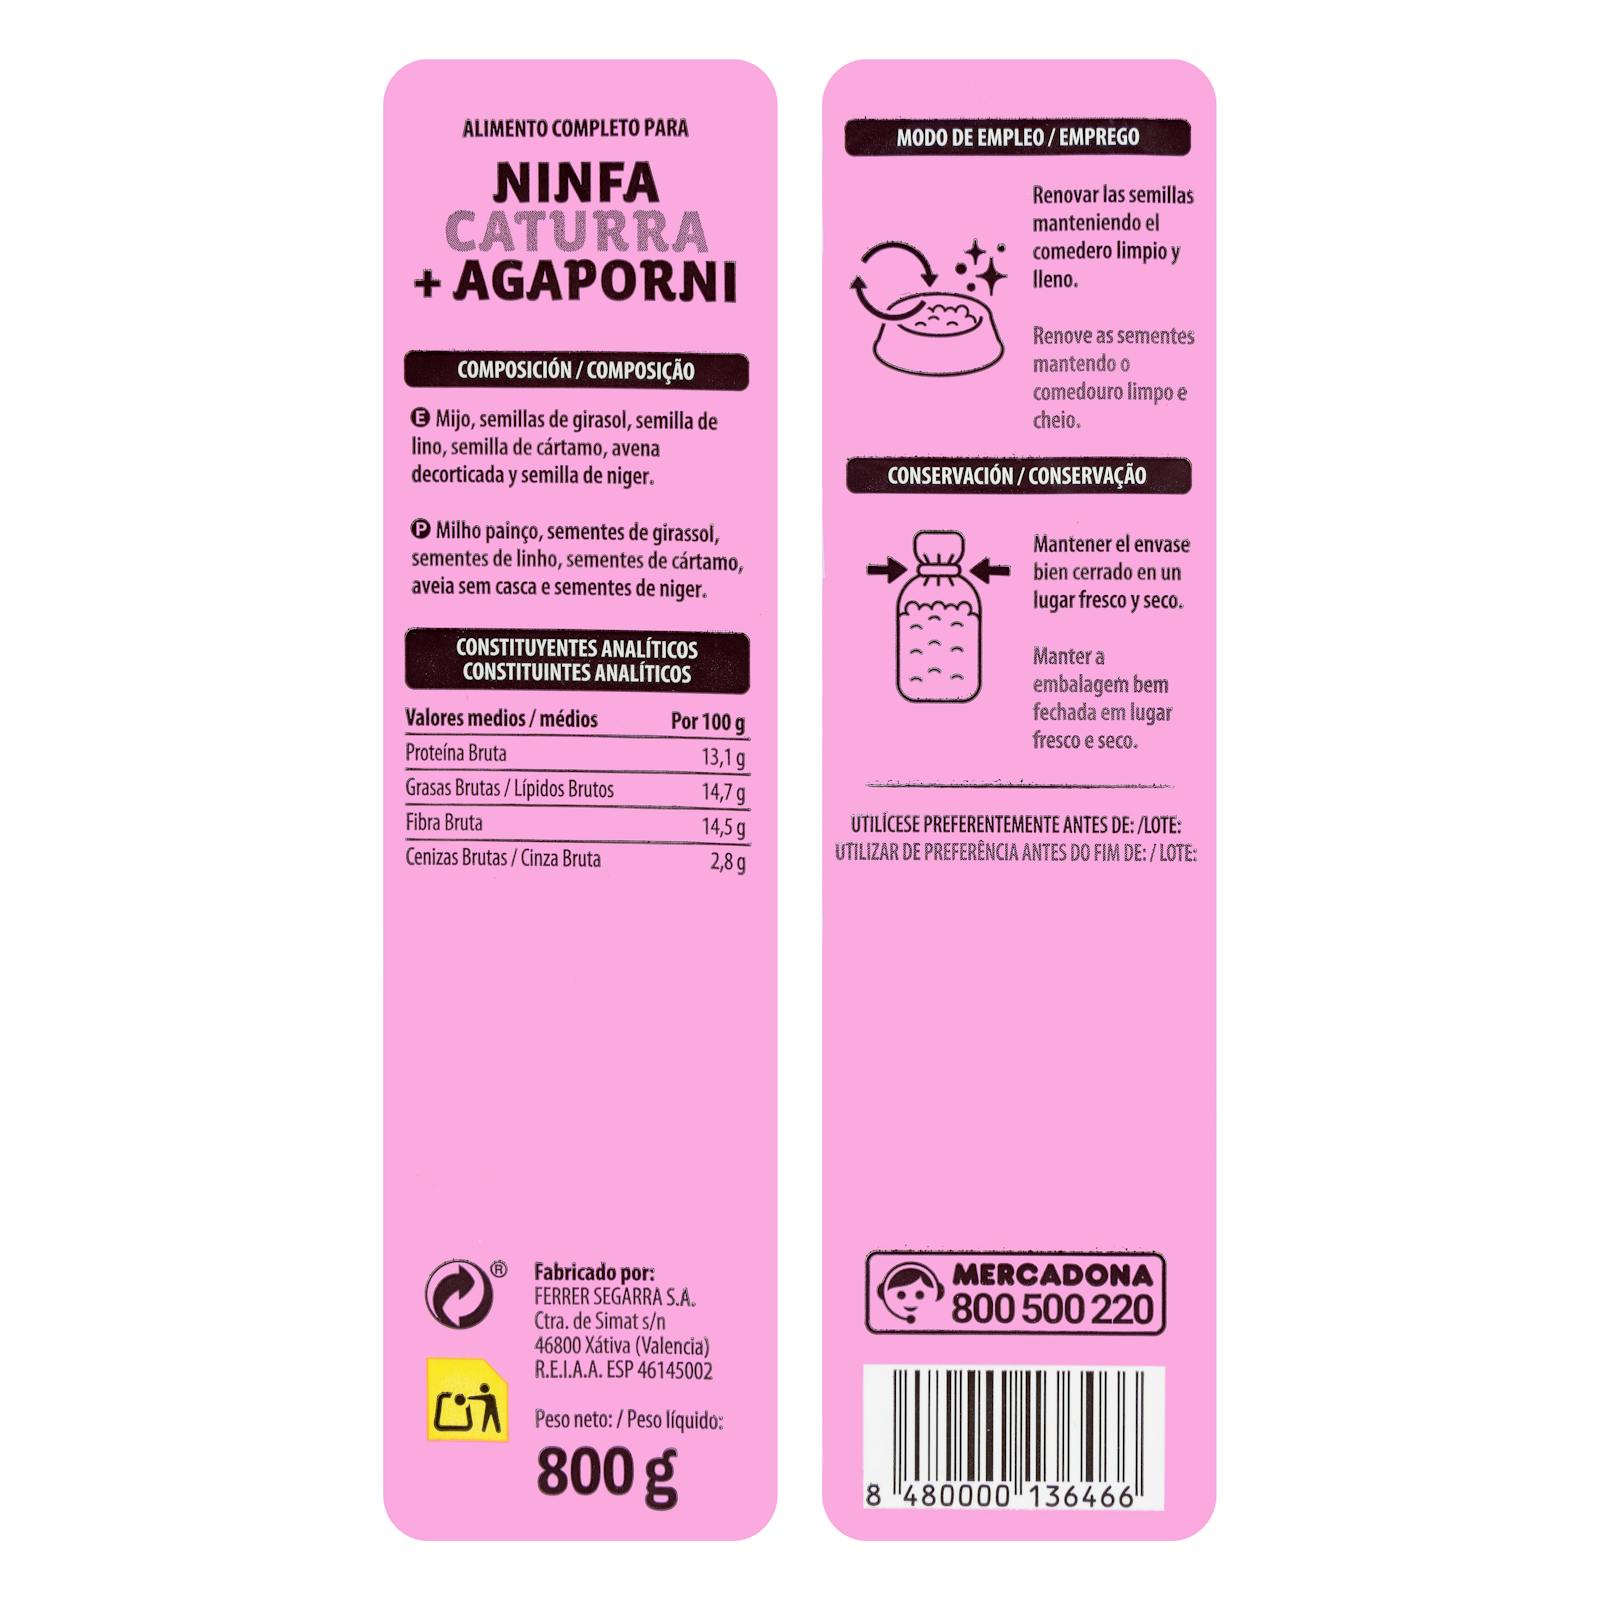 ALIMENTO COMPLETO PARA
NINFA
CATURRA
+ AGAPORNI
COMPOSICIÓN / COMPOSIÇÃO
E Mijo, semillas de girasol, semilla de
lino, semilla de cártamo, avena
decorticada y semilla de niger.
P Milho painço, sementes de girassol,
sementes de linho, sementes de cártamo,
aveia sem casca e sementes de niger.
CONSTITUYENTES ANALÍTICOS
CONSTITUINTES ANALÍTICOS
Valores medios / médios Por 100 g
Proteína Bruta 13,1 g
Grasas Brutas / Lípidos Brutos 14,7 g
Fibra Bruta 14,5 g
Cenizas Brutas / Cinza Bruta 2,8 g
®
Fabricado por:
FERRER SEGARRA S.A.
Ctra. de Simat s/n
46800 Xátiva (Valencia)
R.E.I.A.A. ESP 46145002
Peso neto: / Peso líquido:
800 g
MODO DE EMPLEO / EMPREGO
Renovar las semillas
manteniendo el
comedero limpio y
lleno.
Renove as sementes
mantendo o
comedouro limpo e
cheio.
CONSERVACIÓN / CONSERVAÇÃO
Mantener el envase
bien cerrado en un
lugar fresco y seco.
Manter a
embalagem bem
fechada em lugar
fresco e seco.
UTILÍCESE PREFERENTEMENTE ANTES DE: /LOTE:
UTILIZAR DE PREFERÊNCIA ANTES DO FIM DE: / LOTE:
MERCADONA
800 500 220
8 480000 136466